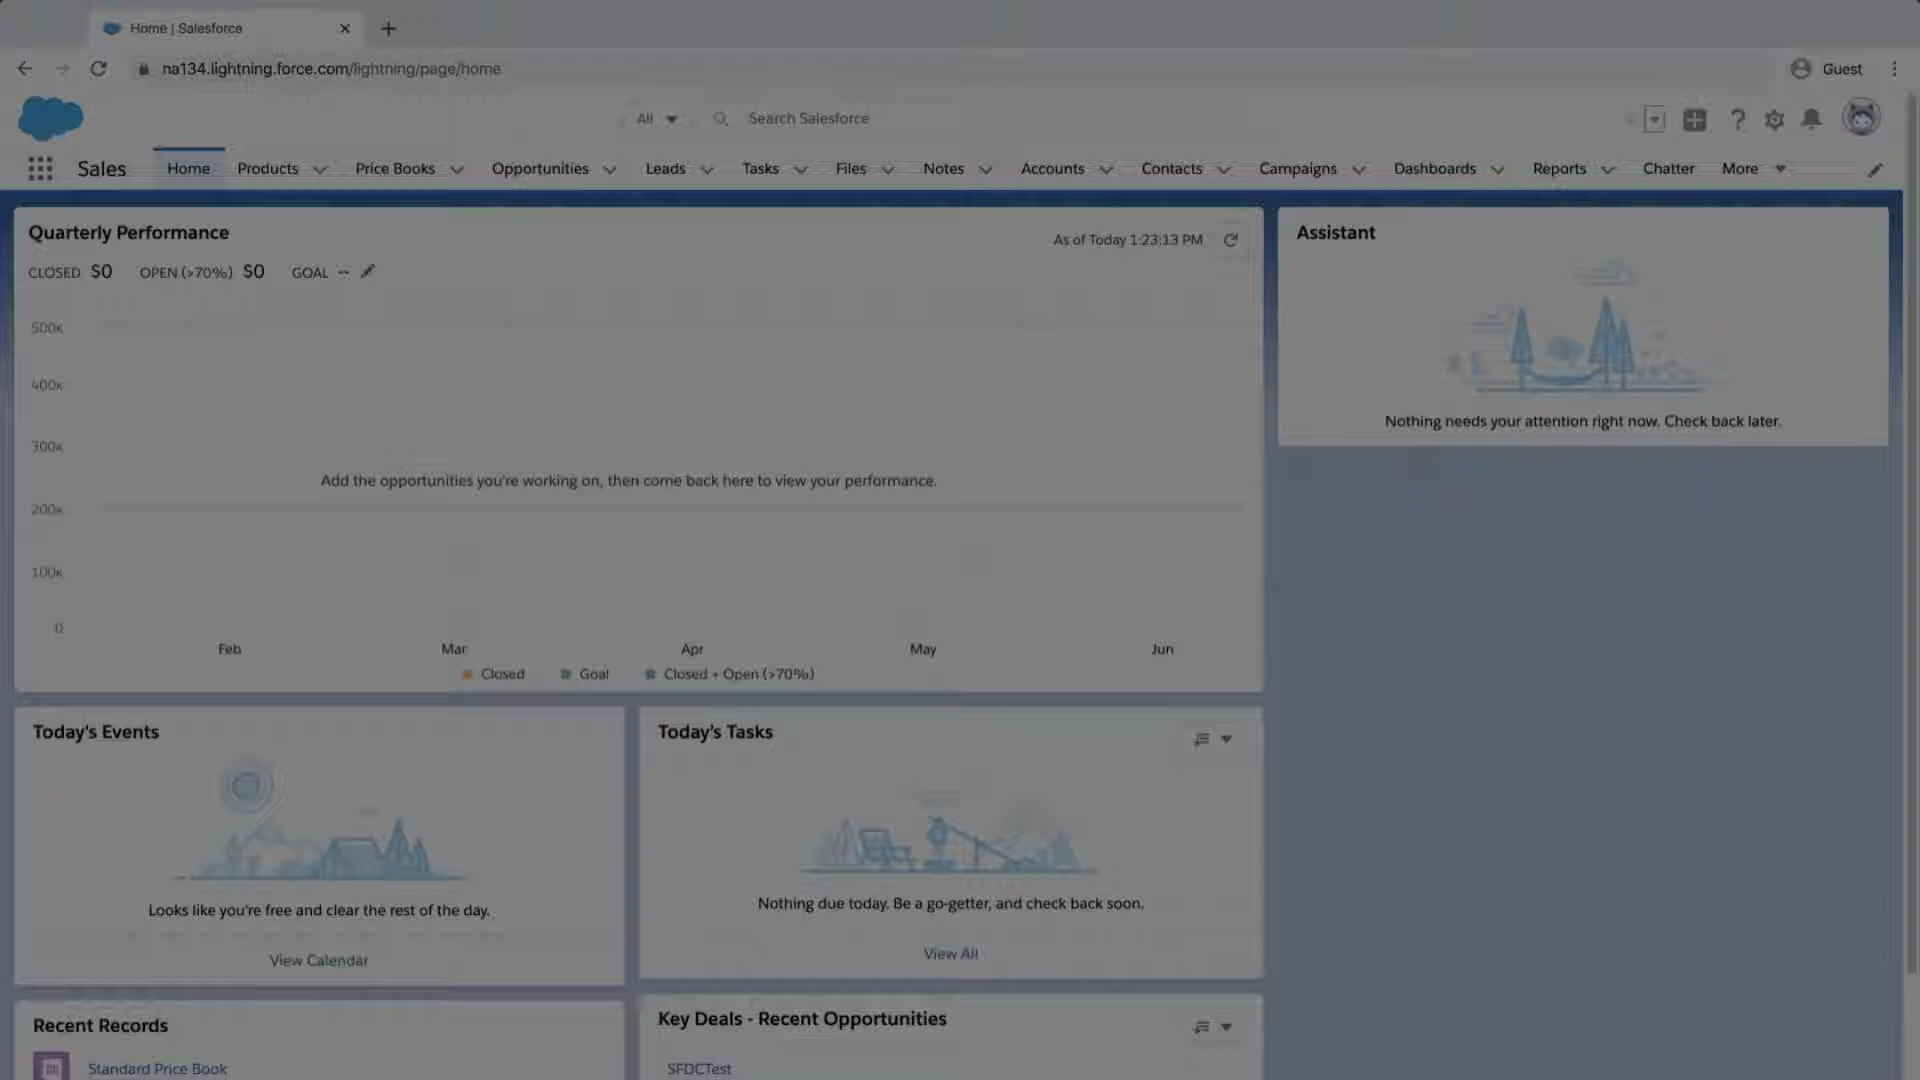 Home | Salesforce
na134.lightning.force.com/lightning/page/home
Guest
All
Search Salesforce
Sales
Home
Products
Price Books
Opportunities
Leads
Tasks
Files
Notes
Accounts
Contacts
Campaigns
Dashboards
Reports
Chatter
More
Quarterly Performance
As of Today 1:23:13 PM
CLOSED $0 OPEN (>70%) $0 GOAL --
500K
400K
300K
200K
100K
0
Add the opportunities you're working on, then come back here to view your performance.
Feb
Mar
Apr
May
Jun
Closed
Goal
Closed + Open (>70%)
Assistant
Nothing needs your attention right now. Check back later.
Today's Events
Looks like you're free and clear the rest of the day.
View Calendar
Today's Tasks
Nothing due today. Be a go-getter, and check back soon.
View All
Recent Records
Standard Price Book
Key Deals - Recent Opportunities
SFDCTest